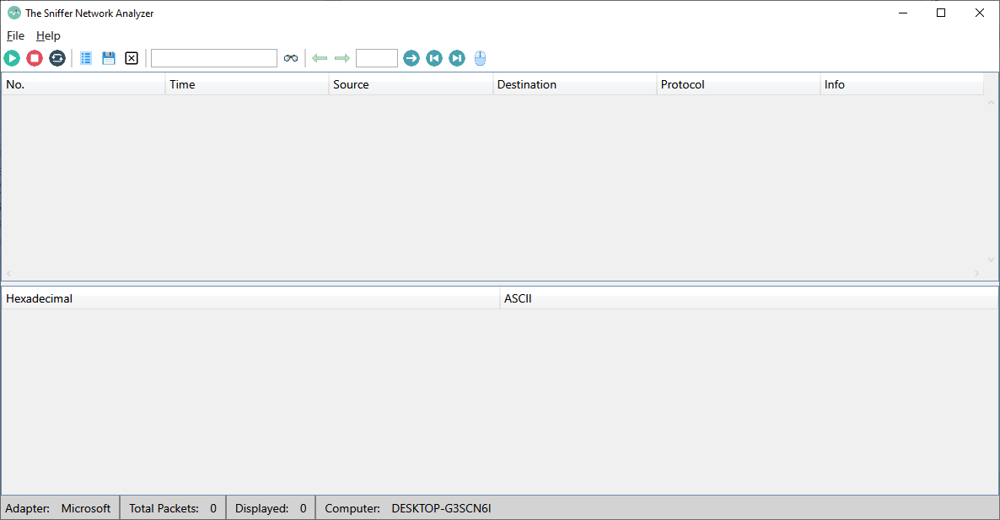 The Sniffer Network Analyzer
File Help
No. Time Source Destination Protocol Info
Hexadecimal ASCII
Adapter: Microsoft Total Packets: 0 Displayed: 0 Computer: DESKTOP-G3SCN6I